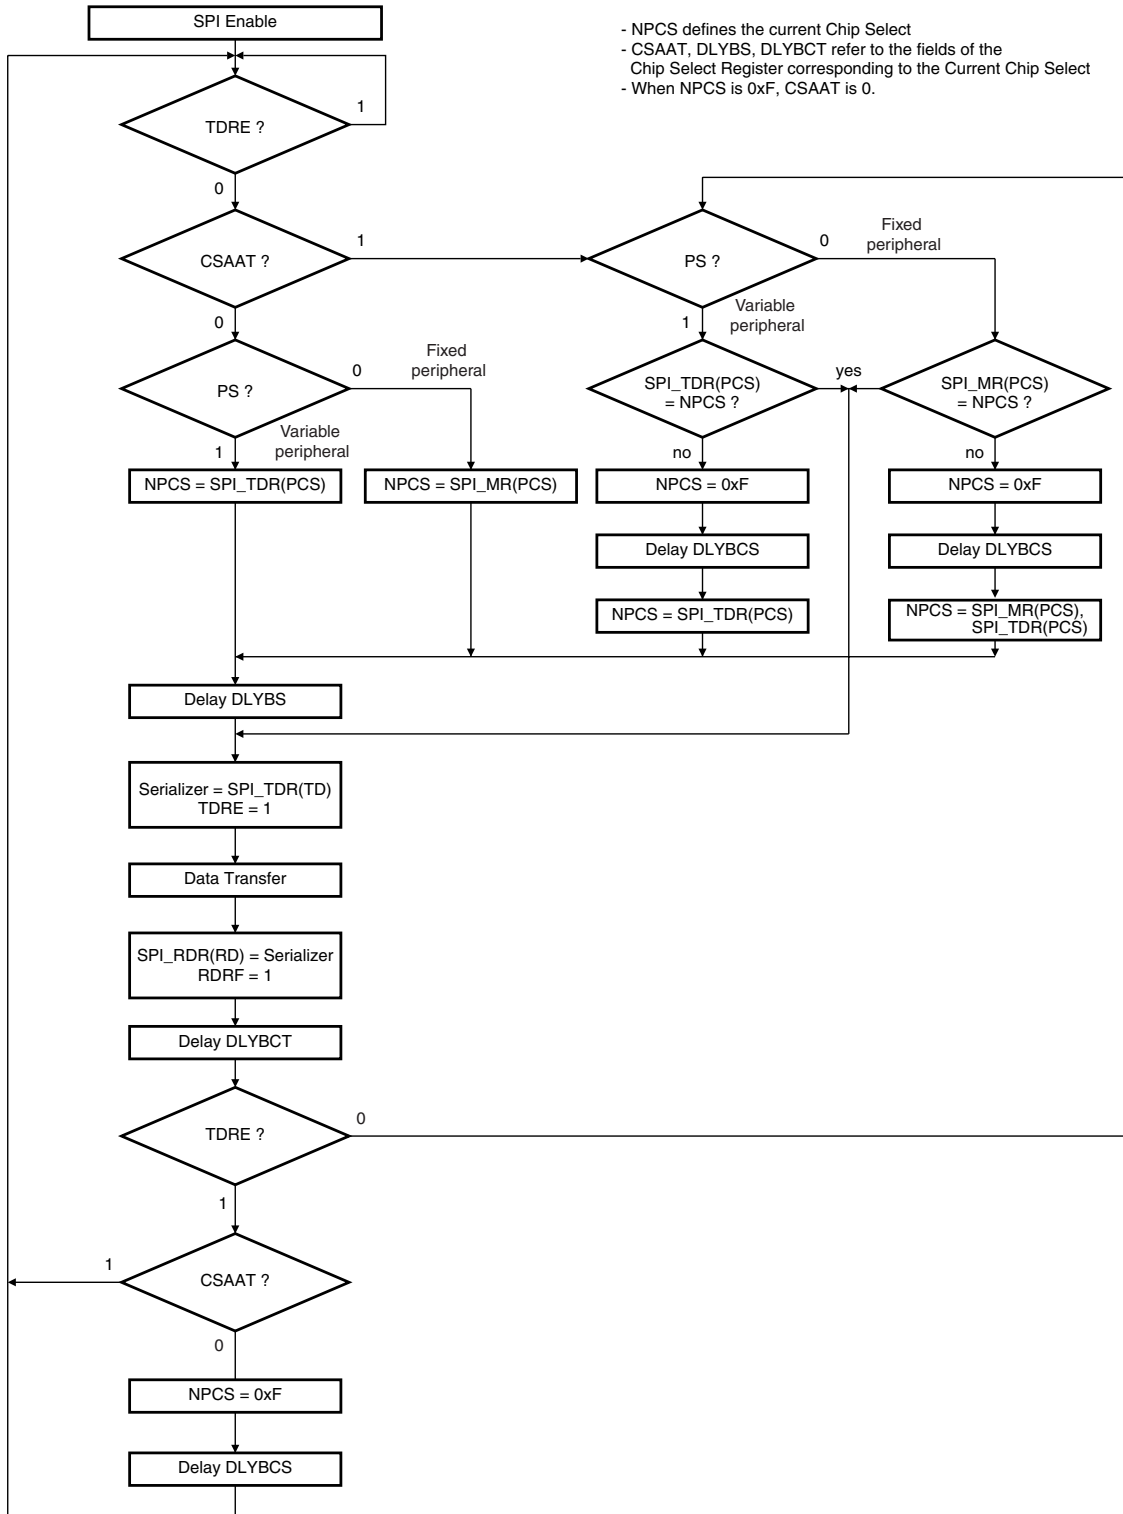 SPI Enable
- NPCS defines the current Chip Select
- CSAAT, DLYBS, DLYBCT refer to the fields of the
Chip Select Register corresponding to the Current Chip Select
- When NPCS is 0xF, CSAAT is 0.
TDRE ?
1
0
CSAAT ?
1
0
PS ?
0
Fixed
peripheral
1
Variable
peripheral
NPCS = SPI_TDR(PCS)
NPCS = SPI_MR(PCS)
PS ?
0
Fixed
peripheral
1
Variable
peripheral
SPI_TDR(PCS)
= NPCS ?
yes
SPI_MR(PCS)
= NPCS ?
no
no
NPCS = 0xF
NPCS = 0xF
Delay DLYBCS
Delay DLYBCS
NPCS = SPI_TDR(PCS)
NPCS = SPI_MR(PCS),
SPI_TDR(PCS)
Delay DLYBS
Serializer = SPI_TDR(TD)
TDRE = 1
Data Transfer
SPI_RDR(RD) = Serializer
RDRF = 1
Delay DLYBCT
TDRE ?
0
1
CSAAT ?
1
0
NPCS = 0xF
Delay DLYBCS